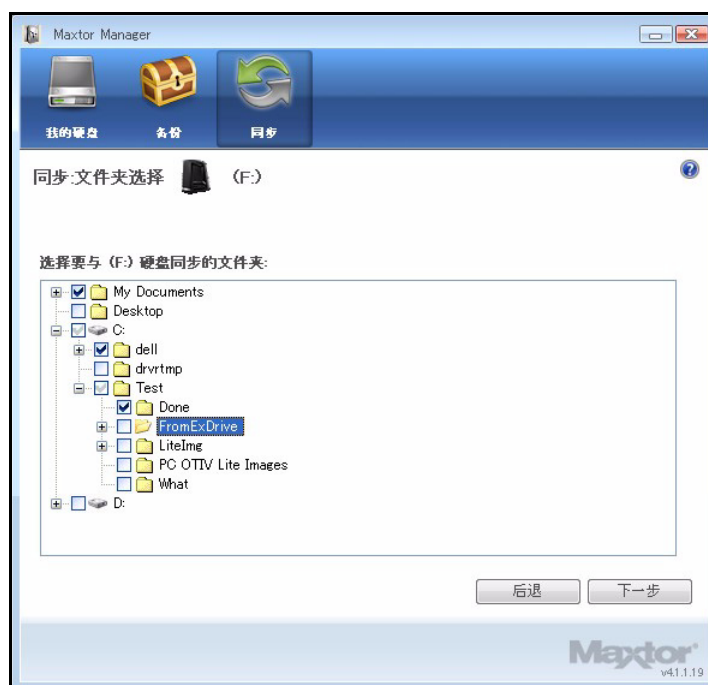 Maxtor Manager
我的硬盘
备份
同步
同步:文件夹选择 (F:)
选择要与 (F:) 硬盘同步的文件夹:
My Documents
Desktop
C:
dell
drvrtmp
Test
Done
FromExDrive
LiteImg
PC OTIV Lite Images
What
D:
后退
下一步
Maxtor
v4.1.1.19